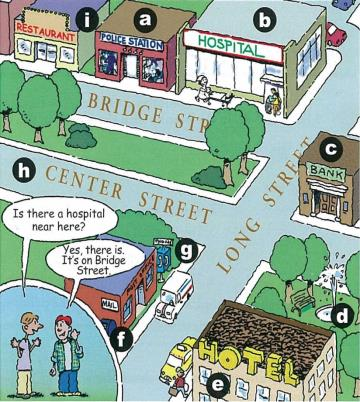 i
a
b
RESTAURANT
POLICE STATION
HOSPITAL
BRIDGE STR
c
BANK
h
CENTER STREET
LONG STREET
Is there a hospital
near here?
Yes, there is.
It's on Bridge
Street.
g
MAIL
f
d
HOTEL
e